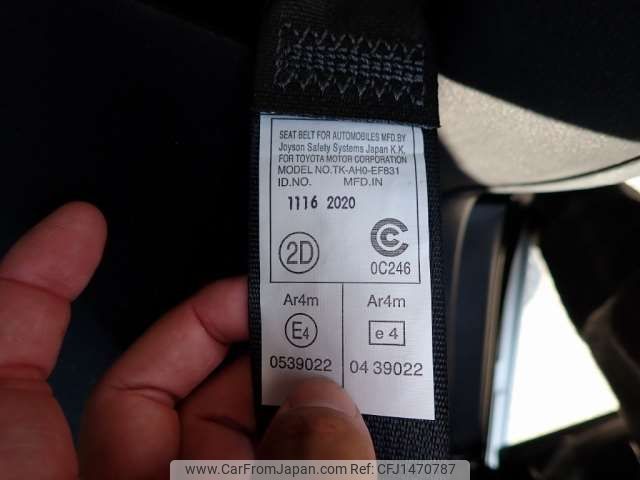 SEAT BELT FOR AUTOMOBILES MFD.BY
Joyson Safety Systems Japan K.K.
FOR TOYOTA MOTOR CORPORATION
MODEL NO.TK-AH0-EF831
ID.NO. MFD.IN
1116 2020
2D
C
0C246
Ar4m
E4
0539022
Ar4m
e 4
04 39022
www.CarFromJapan.com CFJ1470787